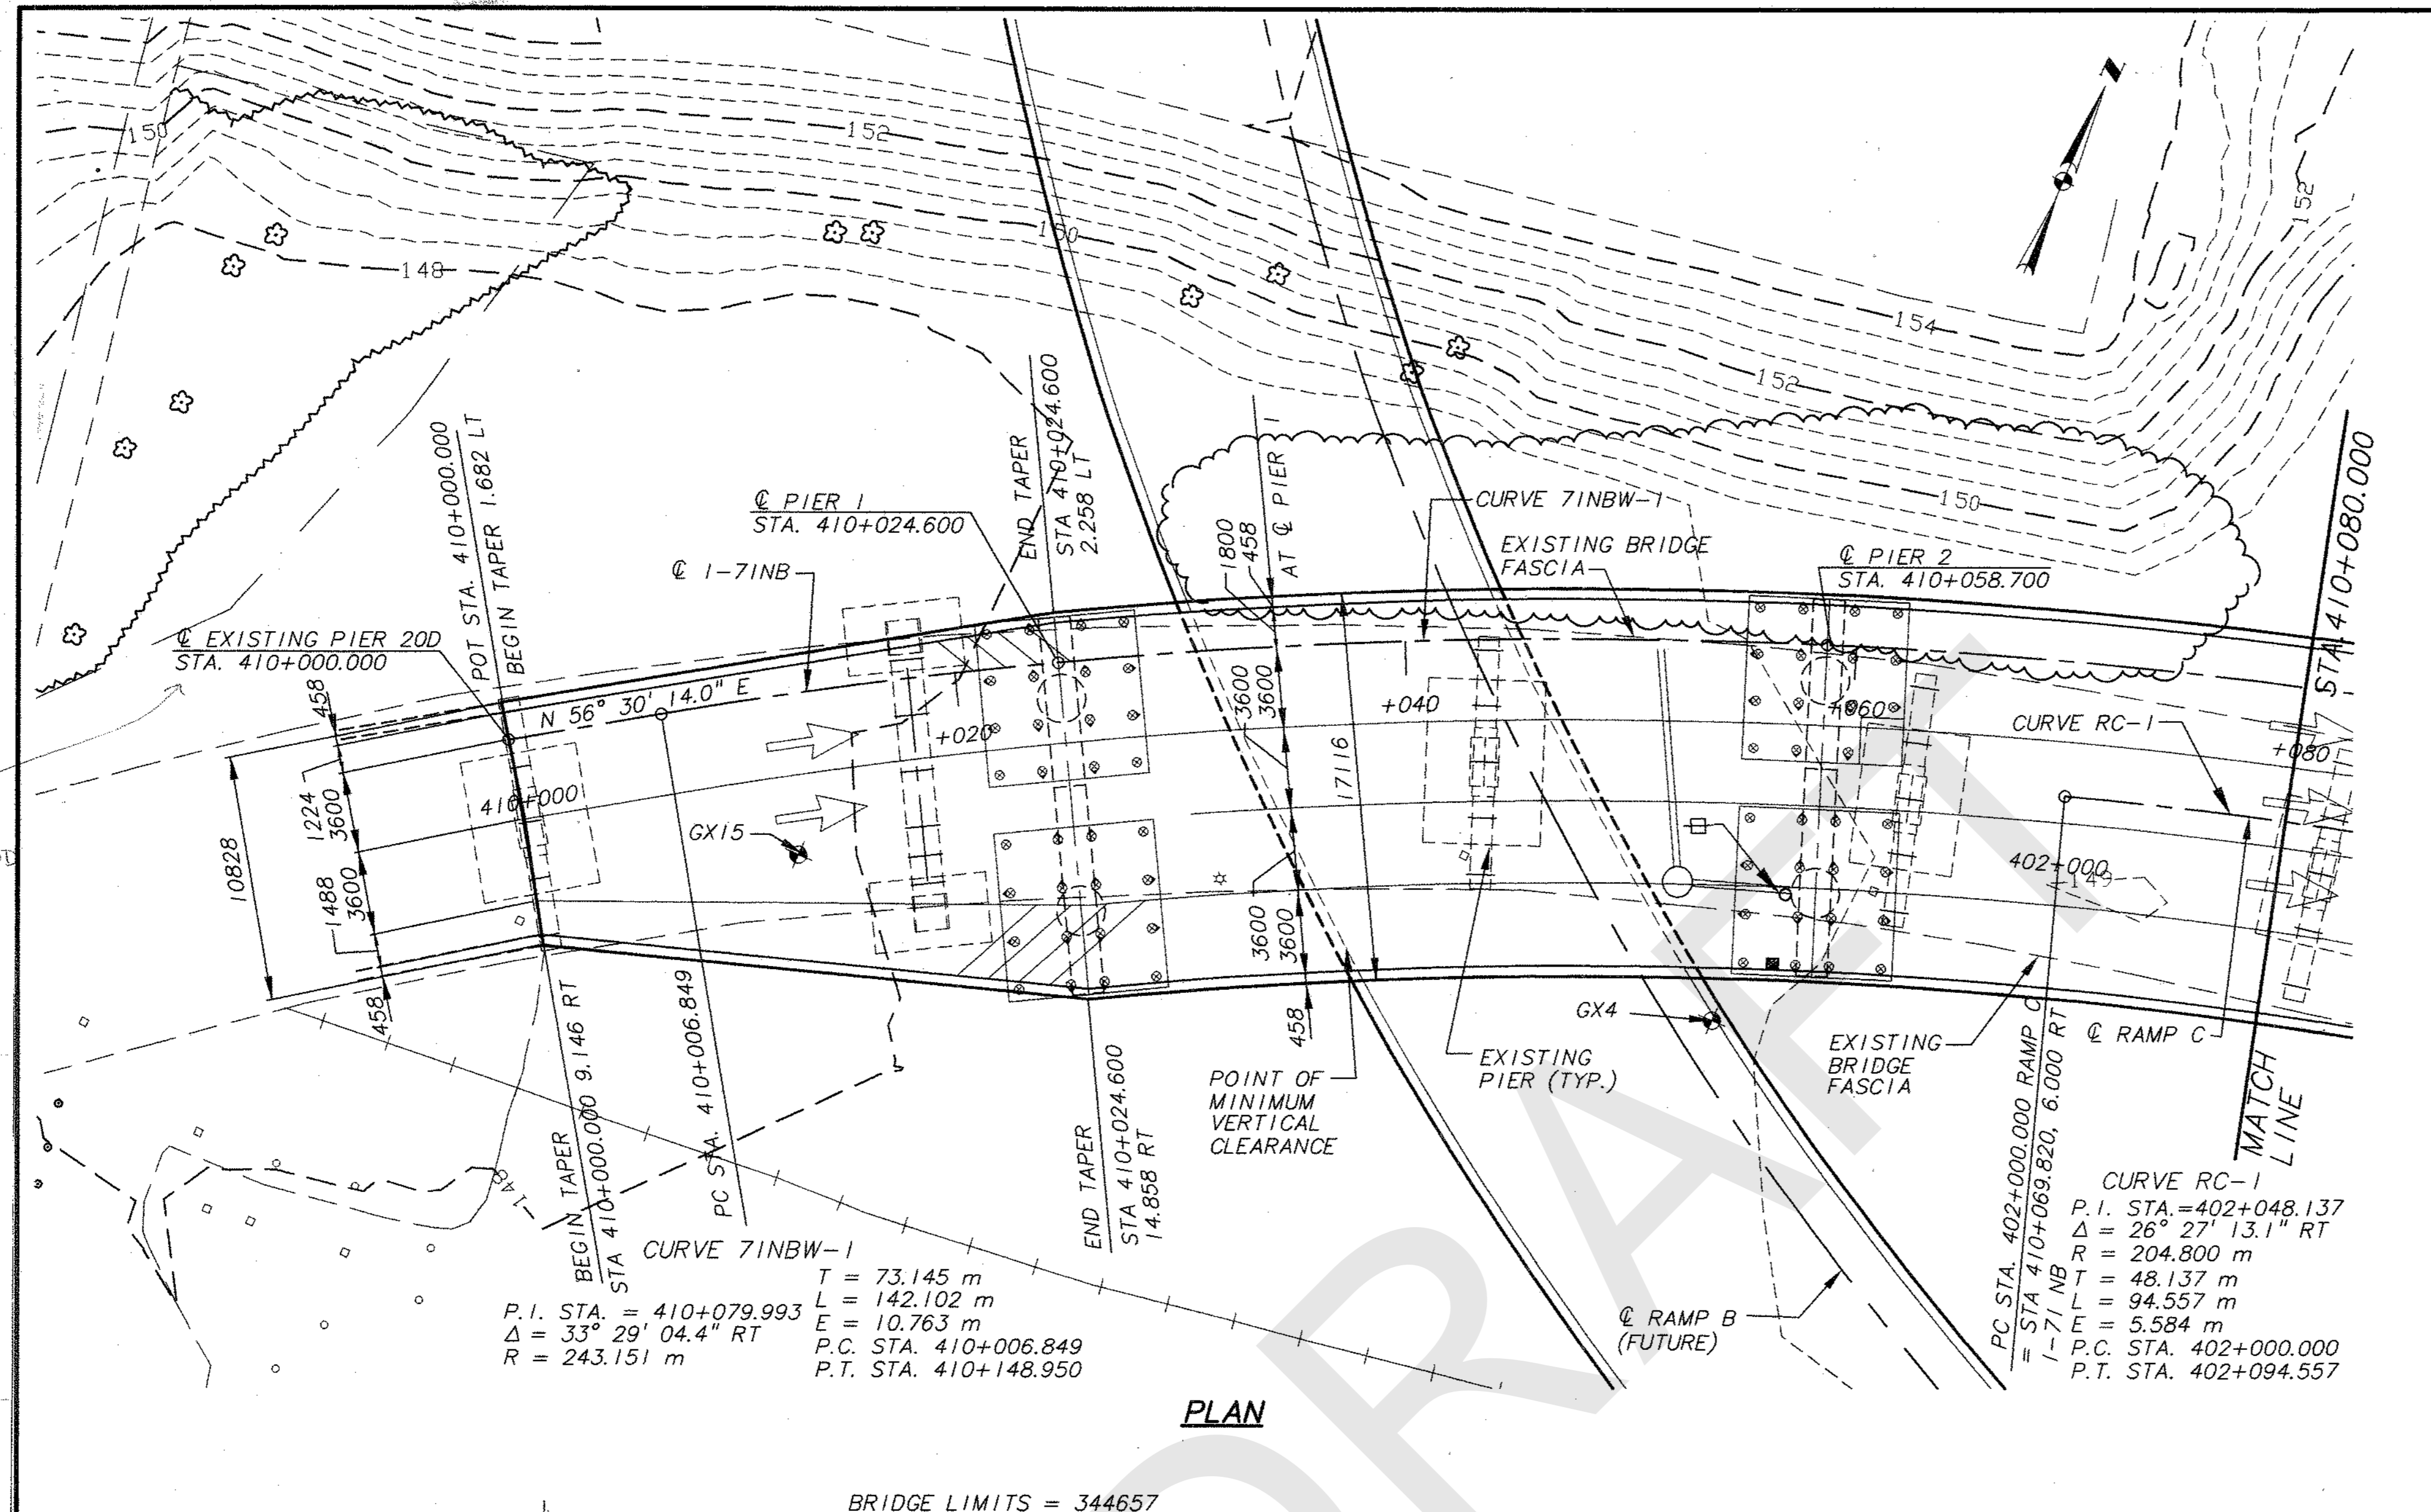 150
152
N
148
150
152
154
152
150
℄ PIER 1
STA. 410+024.600
END TAPER
STA 410+024.600
2.258 LT
1800
458
AT ℄ PIER 1
CURVE 71NBW-1
EXISTING BRIDGE
FASCIA
℄ PIER 2
STA. 410+058.700
STA. 410+080.000
℄ EXISTING PIER 20D
STA. 410+000.000
POT STA. 410+000.000
BEGIN TAPER 1.682 LT
℄ I-71NB
N 56° 30' 14.0" E
458
10828
1224
3600
1488
3600
458
410+000
+020
GX15
3600
3600
17116
3600
3600
458
+040
+060
CURVE RC-1
+080
402+000
149
GX4
POINT OF
MINIMUM
VERTICAL
CLEARANCE
EXISTING
PIER (TYP.)
EXISTING
BRIDGE
FASCIA
℄ RAMP C
MATCH
LINE
148
BEGIN TAPER
STA 410+000.000 9.146 RT
PC STA. 410+006.849
END TAPER
STA 410+024.600
14.858 RT
℄ RAMP B
(FUTURE)
PC STA. 402+000.000 RAMP C
= STA 410+069.820, 6.000 RT
I-71 NB
CURVE 71NBW-1
P.I. STA. = 410+079.993
Δ = 33° 29' 04.4" RT
R = 243.151 m
T = 73.145 m
L = 142.102 m
E = 10.763 m
P.C. STA. 410+006.849
P.T. STA. 410+148.950
CURVE RC-1
P.I. STA.=402+048.137
Δ = 26° 27' 13.1" RT
R = 204.800 m
T = 48.137 m
L = 94.557 m
E = 5.584 m
P.C. STA. 402+000.000
P.T. STA. 402+094.557
PLAN
BRIDGE LIMITS = 344657
DRAFT